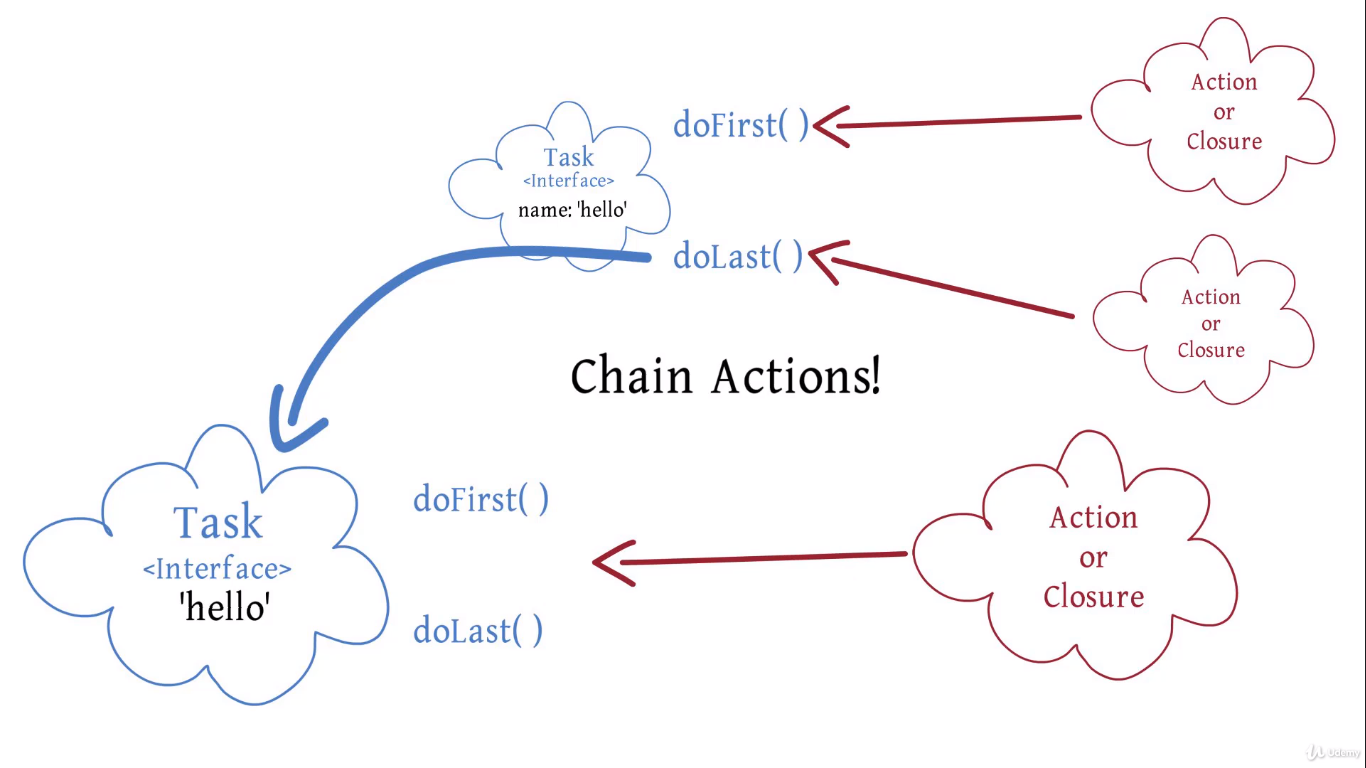 Action
or
Closure
doFirst( )
Task
<Interface>
name: 'hello'
doLast( )
Action
or
Closure
Chain Actions!
Task
<Interface>
'hello'
doFirst( )
doLast( )
Action
or
Closure
Udemy